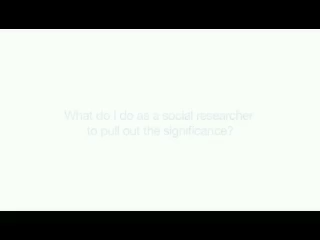 What do I do as a social researcher
to pull out the significance?